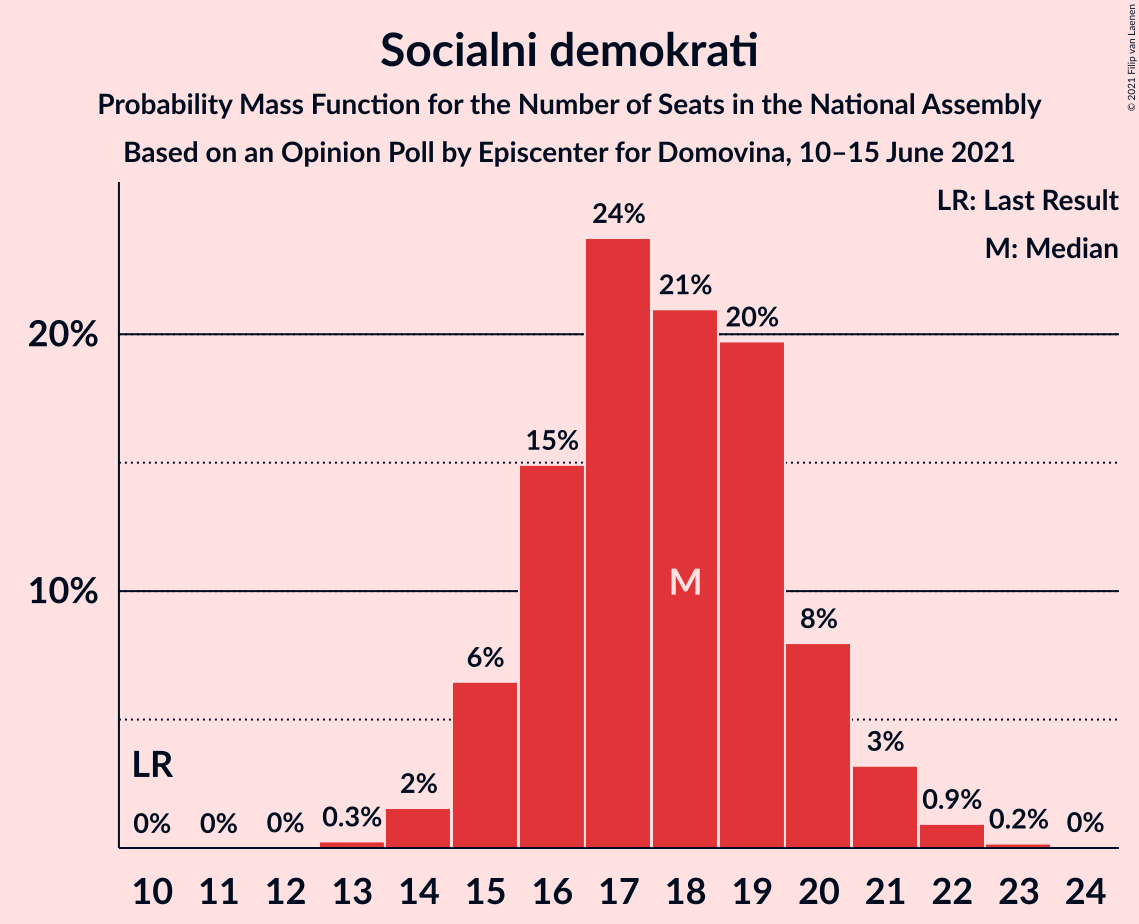 Socialni demokrati
Probability Mass Function for the Number of Seats in the National Assembly
Based on an Opinion Poll by Episcenter for Domovina, 10–15 June 2021
© 2021 Filip van Laenen
LR: Last Result
M: Median
24%
21%
20%
20%
15%
M
10%
8%
6%
LR
3%
2%
0%
0%
0%
0.3%
0.9%
0.2%
0%
10 11 12 13 14 15 16 17 18 19 20 21 22 23 24